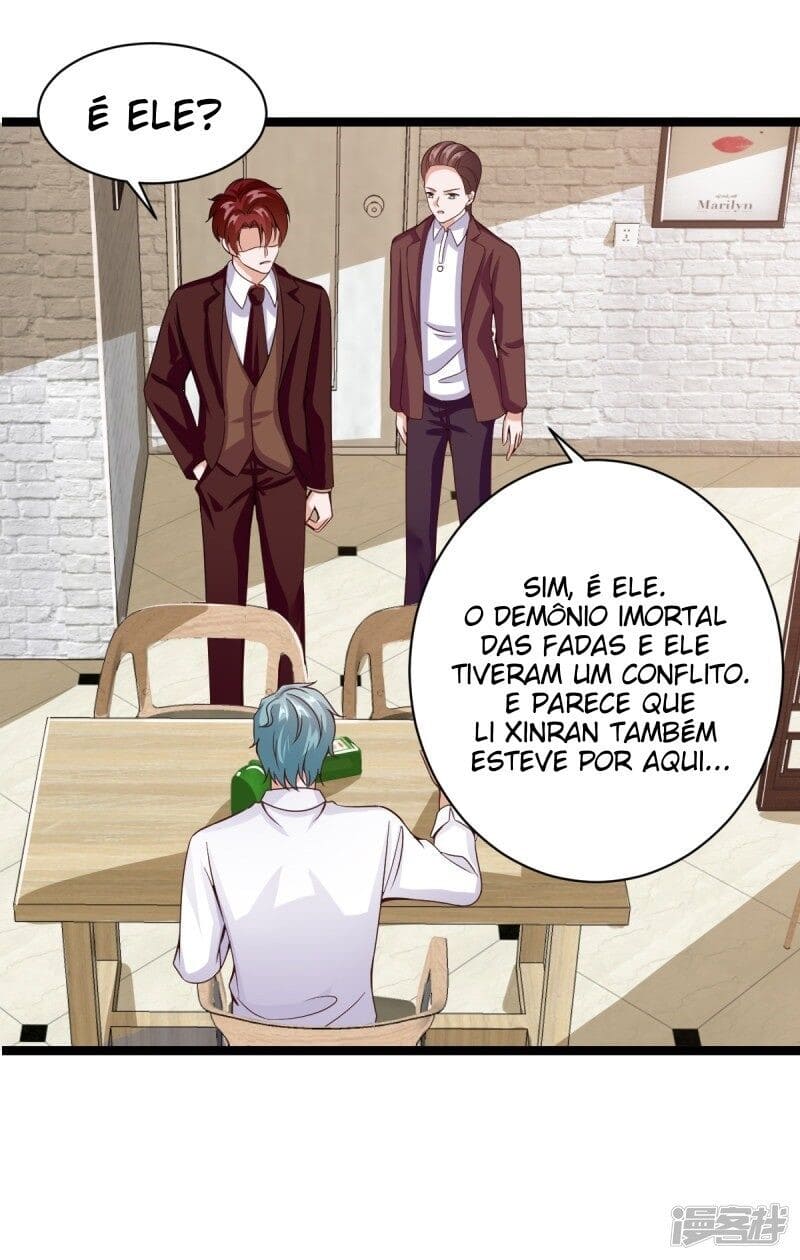 É ELE?
Marilyn
SIM, É ELE.
O DEMÔNIO IMORTAL
DAS FADAS E ELE
TIVERAM UM CONFLITO.
E PARECE QUE
LI XINRAN TAMBÉM
ESTEVE POR AQUI...
漫客栈